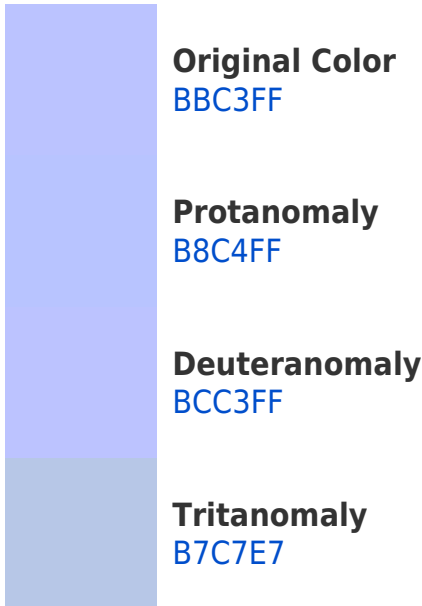 Original Color
BBC3FF
Protanomaly
B8C4FF
Deuteranomaly
BCC3FF
Tritanomaly
B7C7E7